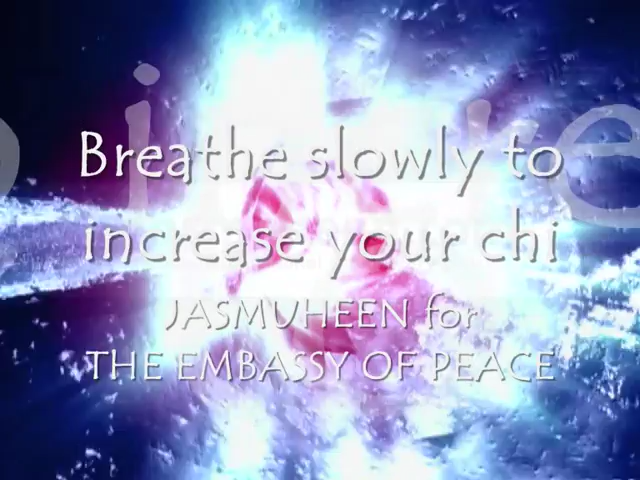 Breathe slowly to
increase your chi
JASMUHEEN for
THE EMBASSY OF PEACE